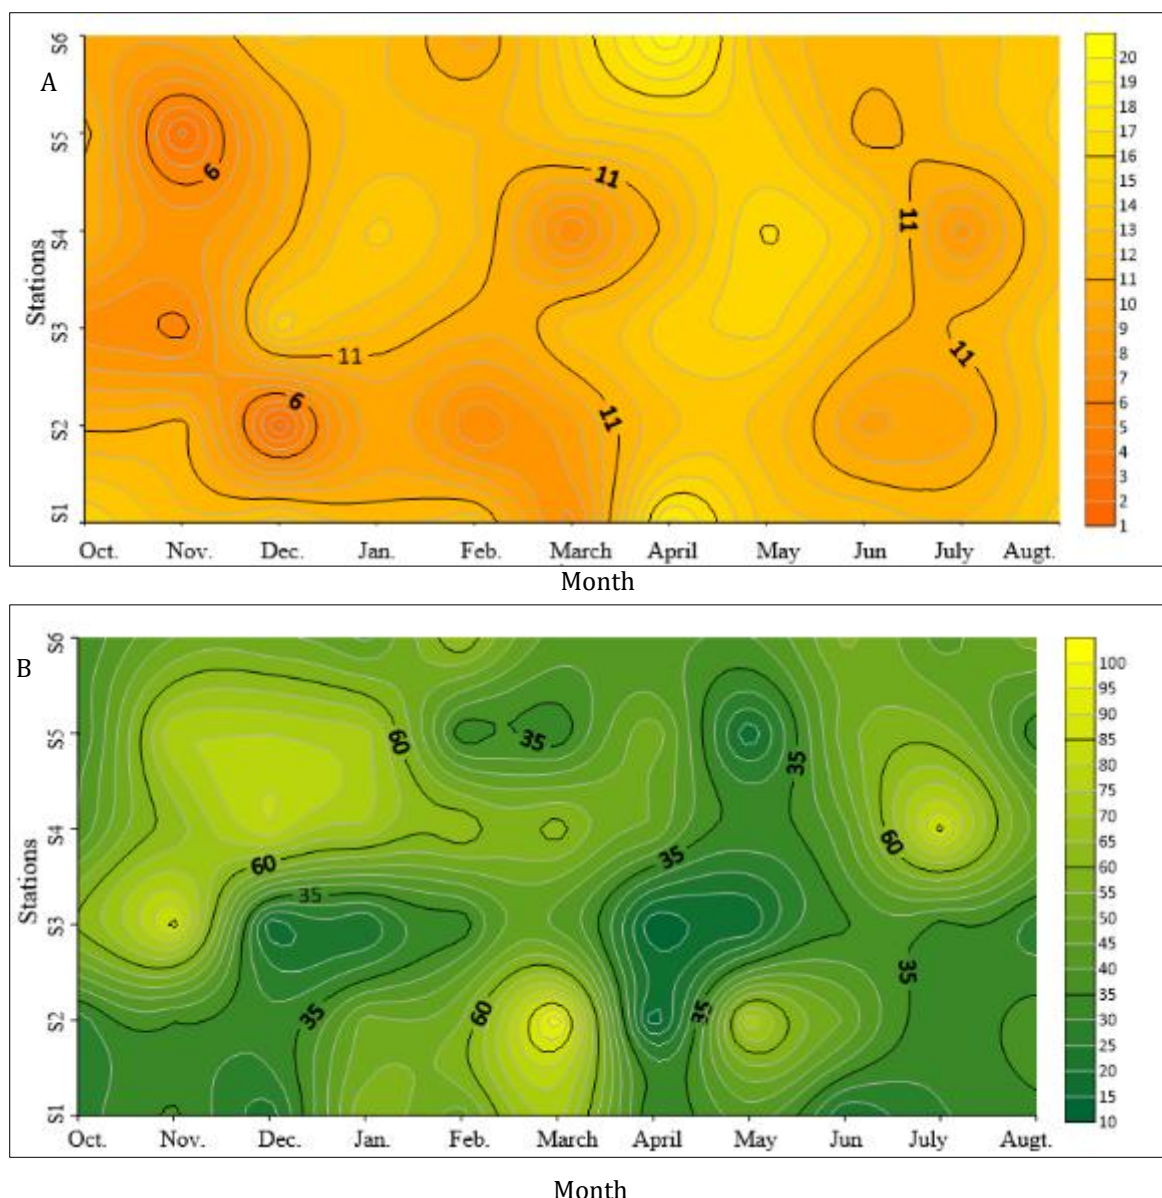 A
Stations
S6
S5
S4
S3
S2
S1
6
11
11
11
6
11
11
11
20
19
18
17
16
15
14
13
12
11
10
9
8
7
6
5
4
3
2
1
Oct. Nov. Dec. Jan. Feb. March April May Jun July Augt.
Month
B
Stations
S6
S5
S4
S3
S2
S1
60
35
35
60
35
60
35
60
35
35
35
100
95
90
85
80
75
70
65
60
55
50
45
40
35
30
25
20
15
10
Oct. Nov. Dec. Jan. Feb. March April May Jun July Augt.
Month